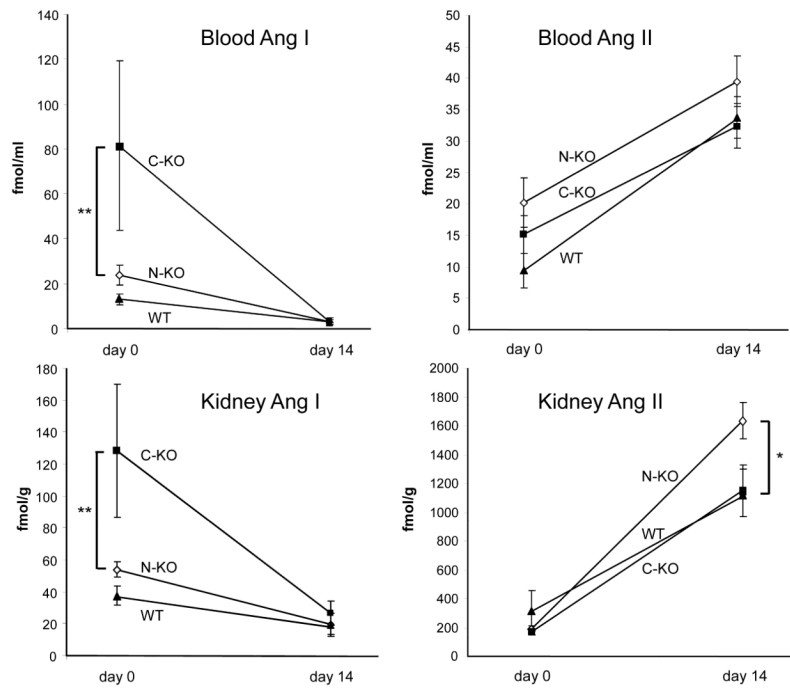 Blood Ang I
140
120
100
80
60
40
20
0
fmol/ml
C-KO
**
N-KO
WT
day 0
day 14
Blood Ang II
50
45
40
35
30
25
20
15
10
5
0
fmol/ml
N-KO
C-KO
WT
day 0
day 14
Kidney Ang I
180
160
140
120
100
80
60
40
20
0
fmol/g
C-KO
**
N-KO
WT
day 0
day 14
Kidney Ang II
2000
1800
1600
1400
1200
1000
800
600
400
200
0
fmol/g
N-KO
*
WT
C-KO
day 0
day 14